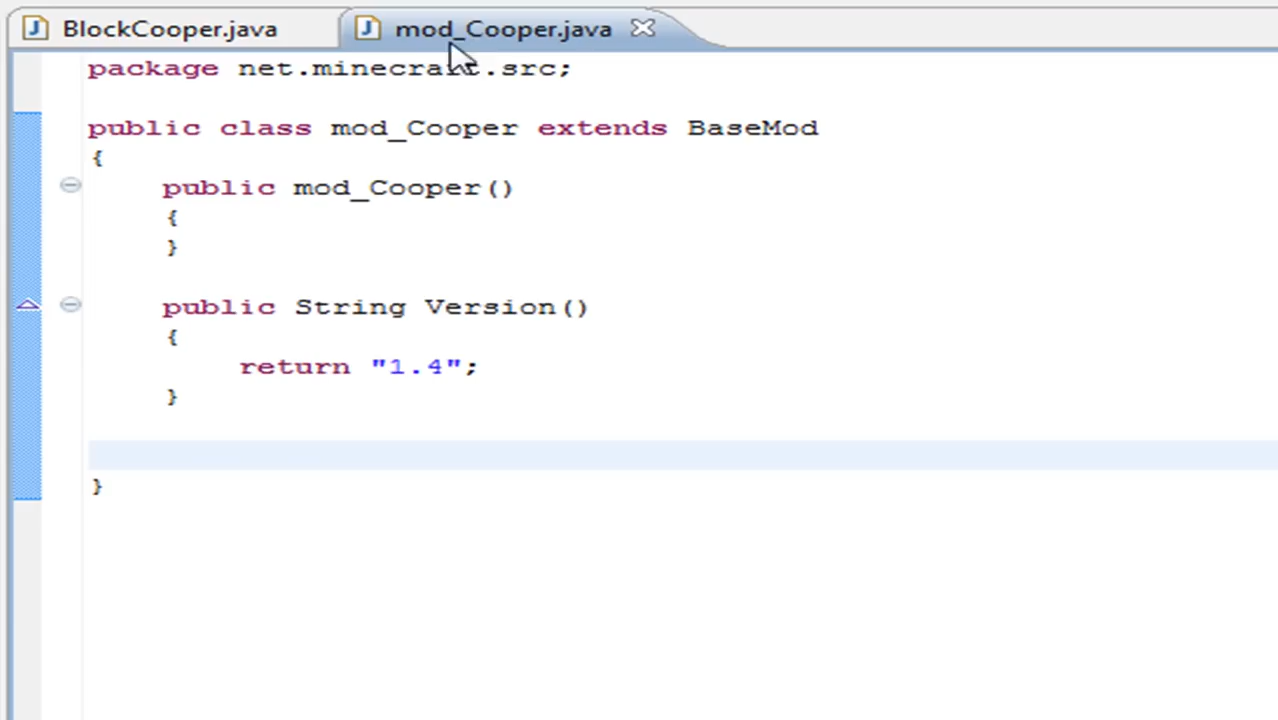 BlockCooper.java mod_Cooper.java
package net.minecraft.src;
public class mod_Cooper extends BaseMod
{
public mod_Cooper()
{
}
public String Version()
{
return "1.4";
}
}